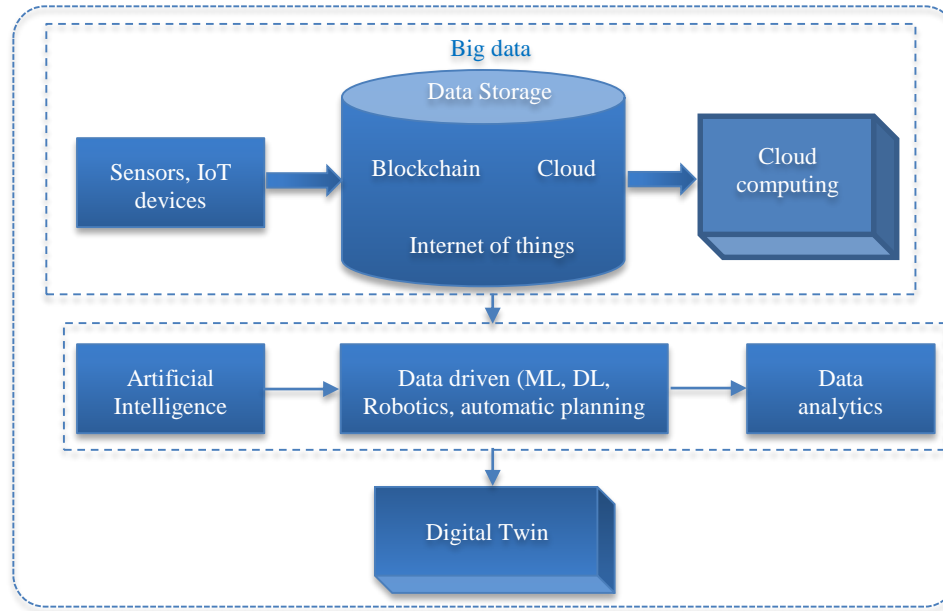 Big data
Data Storage
Sensors, IoT
devices
Blockchain Cloud
Internet of things
Cloud
computing
Artificial
Intelligence
Data driven (ML, DL,
Robotics, automatic planning
Data
analytics
Digital Twin